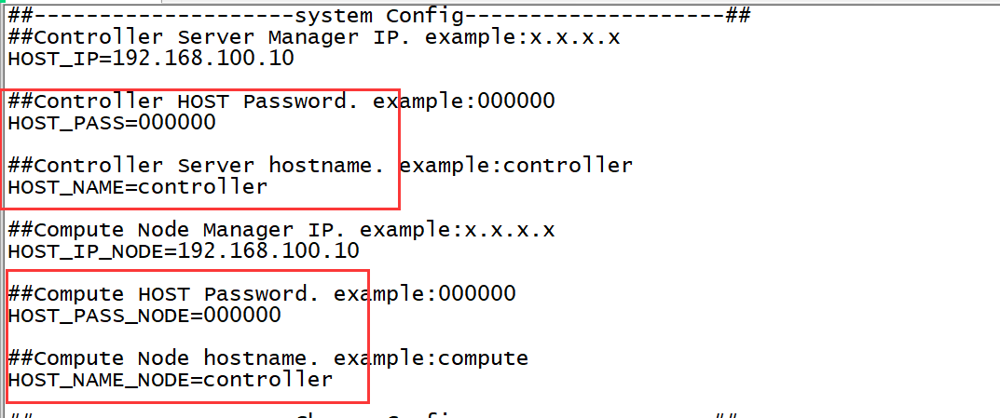 ##--------------------system Config--------------------##
##Controller Server Manager IP. example:x.x.x.x
HOST_IP=192.168.100.10
##Controller HOST Password. example:000000
HOST_PASS=000000
##Controller Server hostname. example:controller
HOST_NAME=controller
##Compute Node Manager IP. example:x.x.x.x
HOST_IP_NODE=192.168.100.10
##Compute HOST Password. example:000000
HOST_PASS_NODE=000000
##Compute Node hostname. example:compute
HOST_NAME_NODE=controller